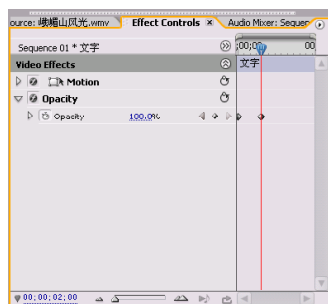 ource: 峨嵋山风光.wmv Effect Controls × Audio Mixer: Sequer
Sequence 01 * 文字 ;00;0 00
Video Effects 文字
Motion
Opacity
Opacity 100.0%
00;00;02;00